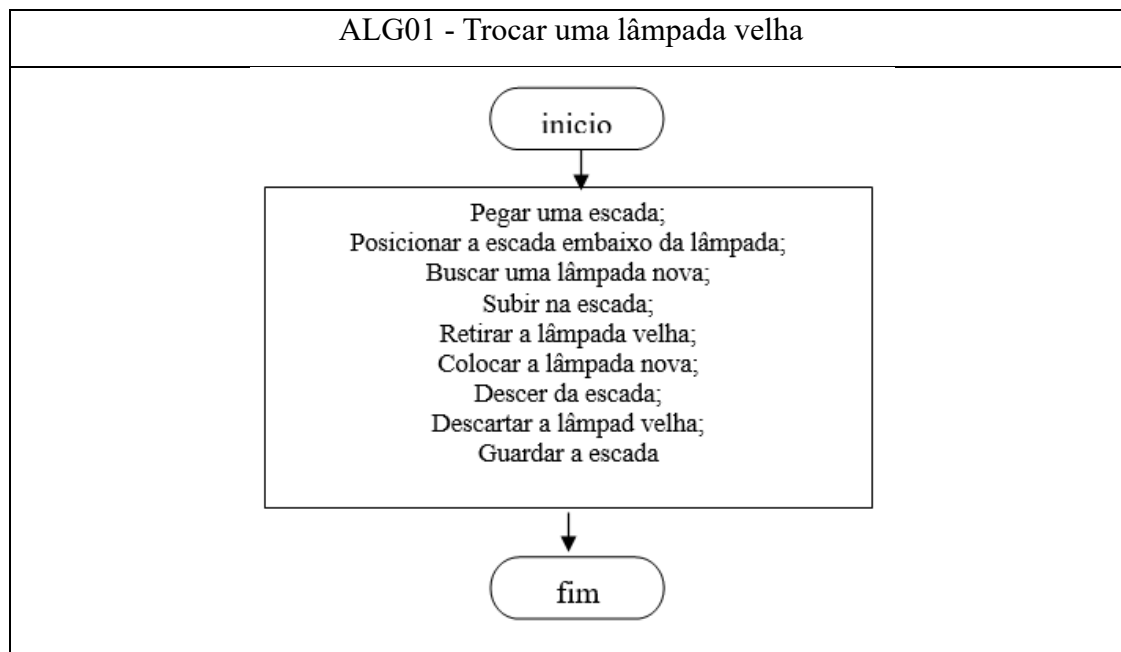 ALG01 - Trocar uma lâmpada velha
inicio
Pegar uma escada;
Posicionar a escada embaixo da lâmpada;
Buscar uma lâmpada nova;
Subir na escada;
Retirar a lâmpada velha;
Colocar a lâmpada nova;
Descer da escada;
Descartar a lâmpad velha;
Guardar a escada
fim